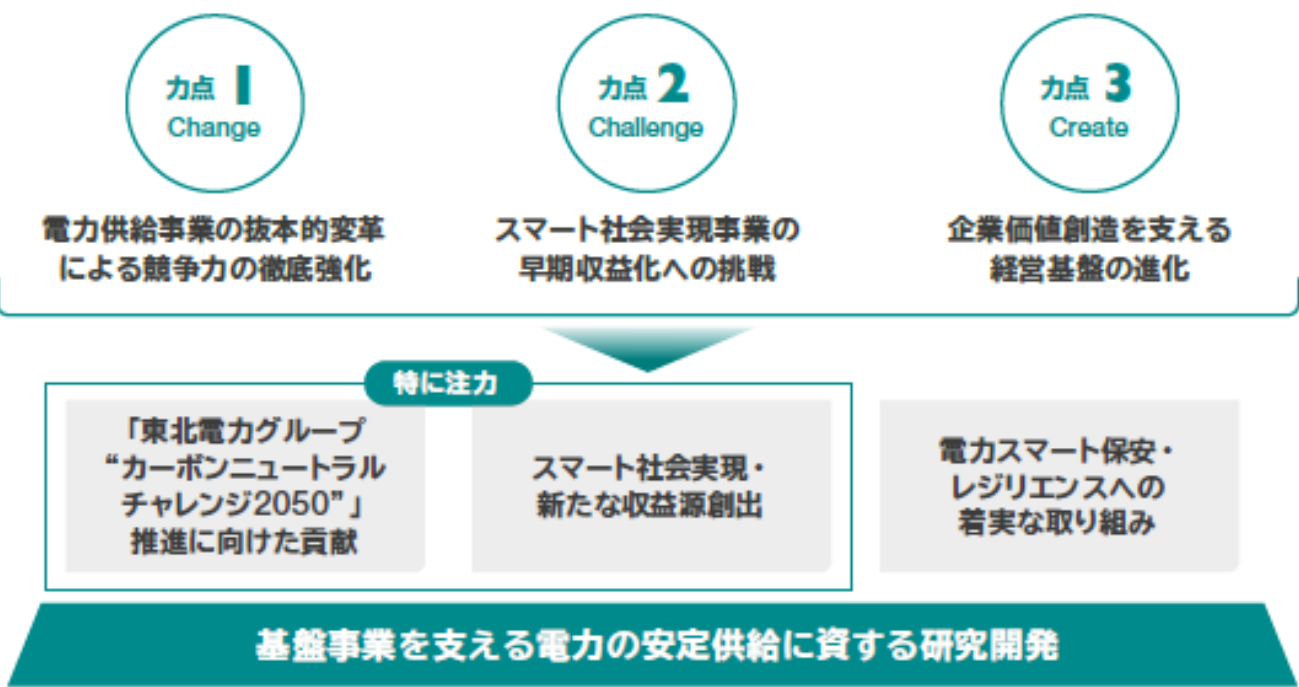 力点 1
Change
電力供給事業の抜本的変革
による競争力の徹底強化
力点 2
Challenge
スマート社会実現事業の
早期収益化への挑戦
力点 3
Create
企業価値創造を支える
経営基盤の進化
特に注力
「東北電力グループ
“カーボンニュートラル
チャレンジ2050”」
推進に向けた貢献
スマート社会実現・
新たな収益源創出
電力スマート保安・
レジリエンスへの
着実な取り組み
基盤事業を支える電力の安定供給に資する研究開発